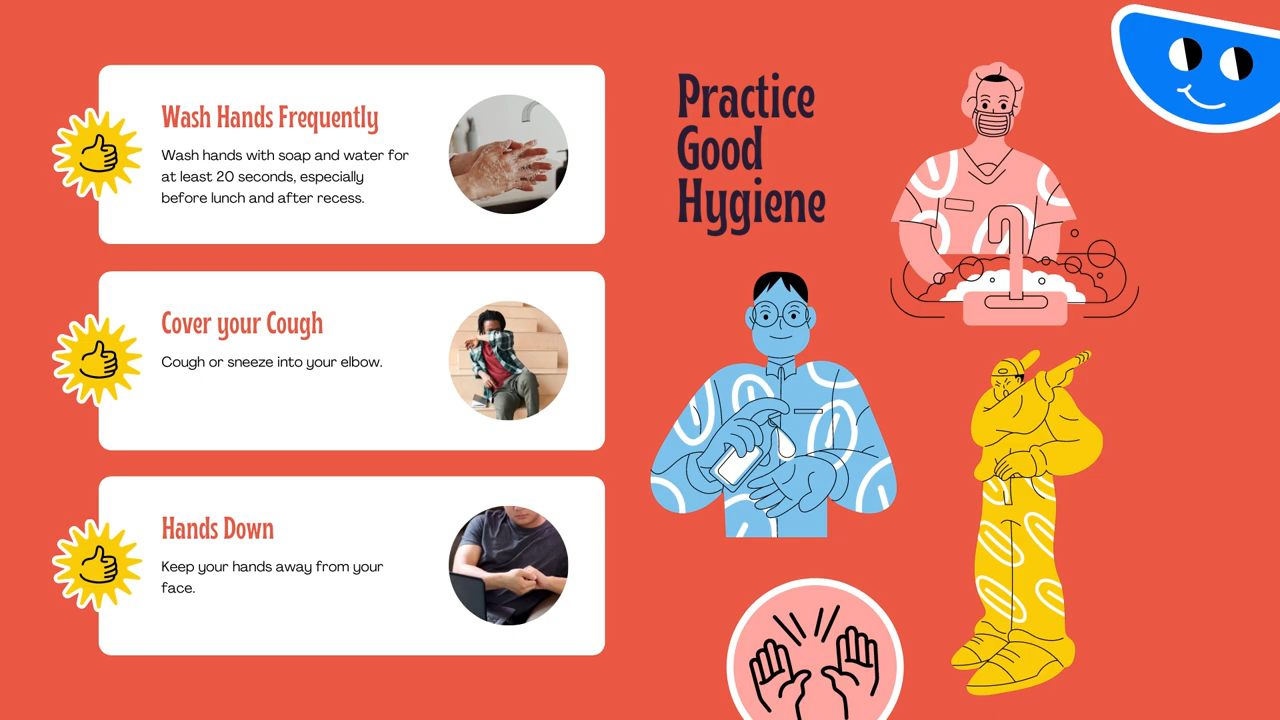 Practice
Good
Hygiene
Wash Hands Frequently
Wash hands with soap and water for
at least 20 seconds, especially
before lunch and after recess.
Cover your Cough
Cough or sneeze into your elbow.
Hands Down
Keep your hands away from your
face.